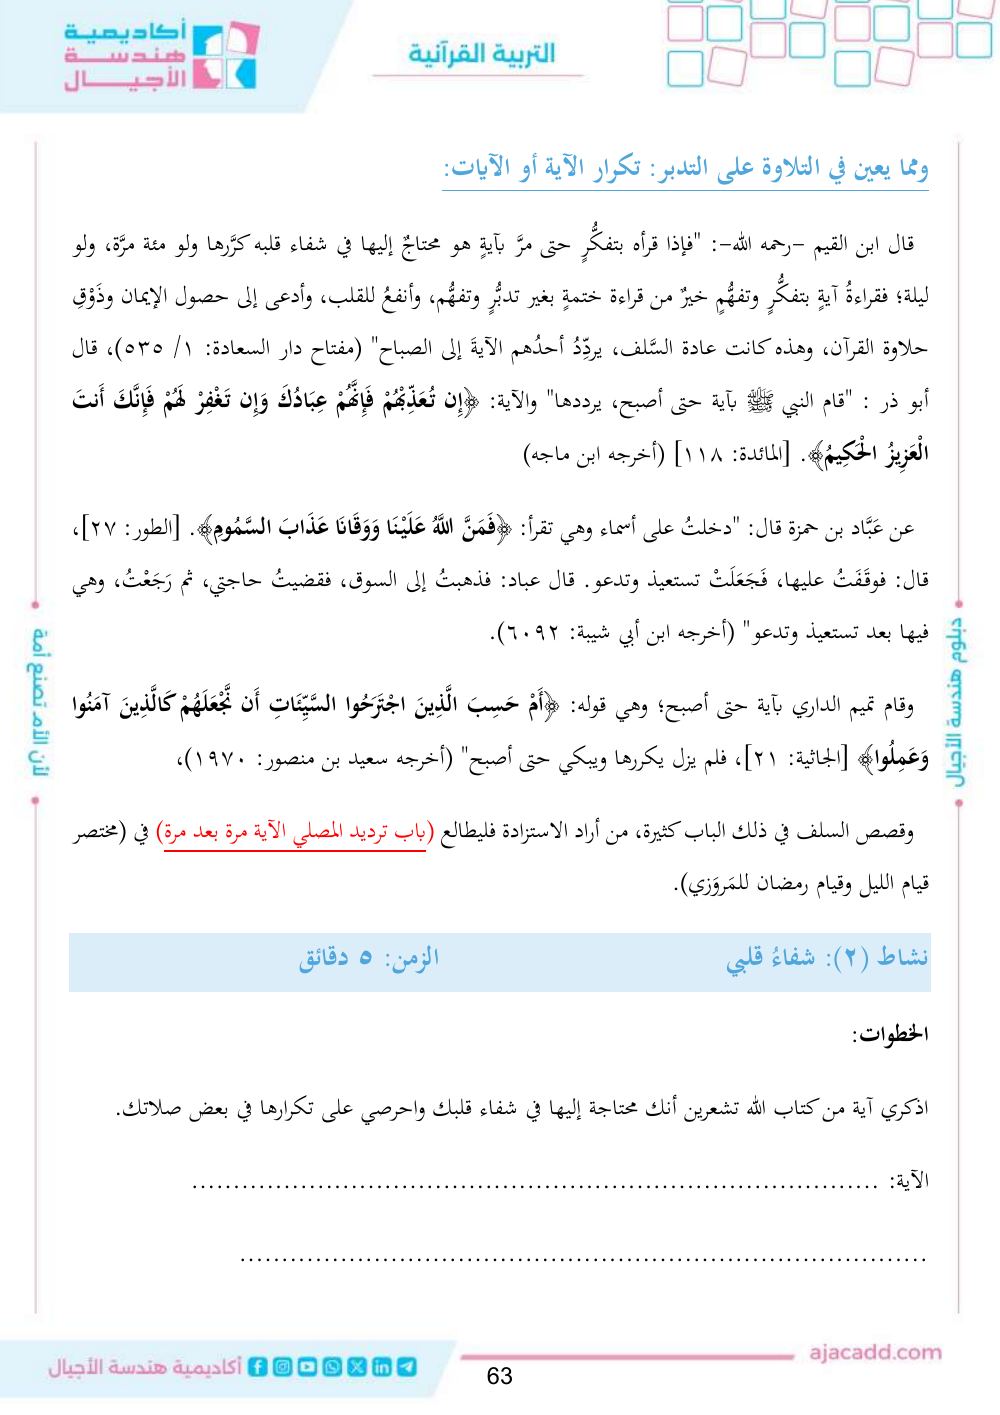 أكاديمية
هندسة
الأجيال
التربية القرآنية
ومما يعين في التلاوة على التدبر: تكرار الآية أو الآيات:
قال ابن القيم -رحمه الله-: "فإذا قرأه بتفكُّرٍ حتى مرَّ بآيةٍ هو محتاجٌ إليها في شفاء قلبه كرَّرها ولو مئة مرَّة، ولو
ليلة؛ فقراءةُ آيةٍ بتفكُّرٍ وتفهُّمٍ خيرٌ من قراءة ختمةٍ بغير تدبُّرٍ وتفهُّم، وأنفعُ للقلب، وأدعى إلى حصول الإيمان وذَوْقِ
حلاوة القرآن، وهذه كانت عادة السَّلف، يردِّدُ أحدُهم الآيةَ إلى الصباح" (مفتاح دار السعادة: ١/ ٥٣٥)، قال
أبو ذر : "قام النبي ﷺ بآية حتى أصبح، يرددها" والآية: ﴿إِن تُعَذِّبْهُمْ فَإِنَّهُمْ عِبَادُكَ وَإِن تَغْفِرْ لَهُمْ فَإِنَّكَ أَنتَ
الْعَزِيزُ الْحَكِيمُ﴾. [المائدة: ١١٨] (أخرجه ابن ماجه)
عن عَبَّاد بن حمزة قال: "دخلتُ على أسماء وهي تقرأ: ﴿فَمَنَّ اللَّهُ عَلَيْنَا وَوَقَانَا عَذَابَ السَّمُومِ﴾. [الطور: ٢٧]،
قال: فوقَفَتُ عليها، فَجَعَلَتْ تستعيذ وتدعو. قال عباد: فذهبتُ إلى السوق، فقضيتُ حاجتي، ثم رَجَعْتُ، وهي
فيها بعد تستعيذ وتدعو" (أخرجه ابن أبي شيبة: ٦٠٩٢).
وقام تميم الداري بآية حتى أصبح؛ وهي قوله: ﴿أَمْ حَسِبَ الَّذِينَ اجْتَرَحُوا السَّيِّئَاتِ أَن نَّجْعَلَهُمْ كَالَّذِينَ آمَنُوا
وَعَمِلُوا﴾ [الجاثية: ٢١]، فلم يزل يكررها ويبكي حتى أصبح" (أخرجه سعيد بن منصور: ١٩٧٠)،
وقصص السلف في ذلك الباب كثيرة، من أراد الاستزادة فليطالع (باب ترديد المصلي الآية مرة بعد مرة) في (مختصر
قيام الليل وقيام رمضان للمَروَزي).
نشاط (٢): شفاءُ قلبي الزمن: ٥ دقائق
الخطوات:
اذكري آية من كتاب الله تشعرين أنك محتاجة إليها في شفاء قلبك واحرصي على تكرارها في بعض صلاتك.
الآية: ................................................................................
................................................................................
دبلوم هندسة الأجيال
لأن الأم تصنع أمة
أكاديمية هندسة الأجيال
63
ajacadd.com